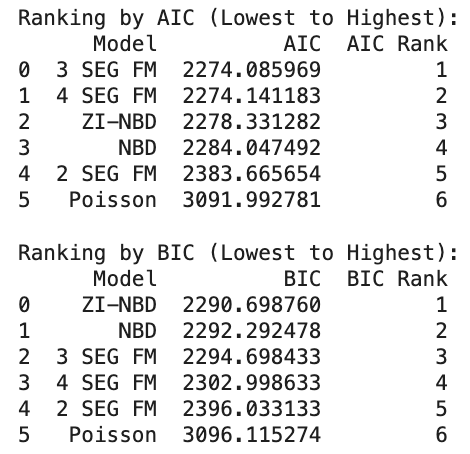 Ranking by AIC (Lowest to Highest):
Model AIC AIC Rank
0 3 SEG FM 2274.085969 1
1 4 SEG FM 2274.141183 2
2 ZI-NBD 2278.331282 3
3 NBD 2284.047492 4
4 2 SEG FM 2383.665654 5
5 Poisson 3091.992781 6
Ranking by BIC (Lowest to Highest):
Model BIC BIC Rank
0 ZI-NBD 2290.698760 1
1 NBD 2292.292478 2
2 3 SEG FM 2294.698433 3
3 4 SEG FM 2302.998633 4
4 2 SEG FM 2396.033133 5
5 Poisson 3096.115274 6